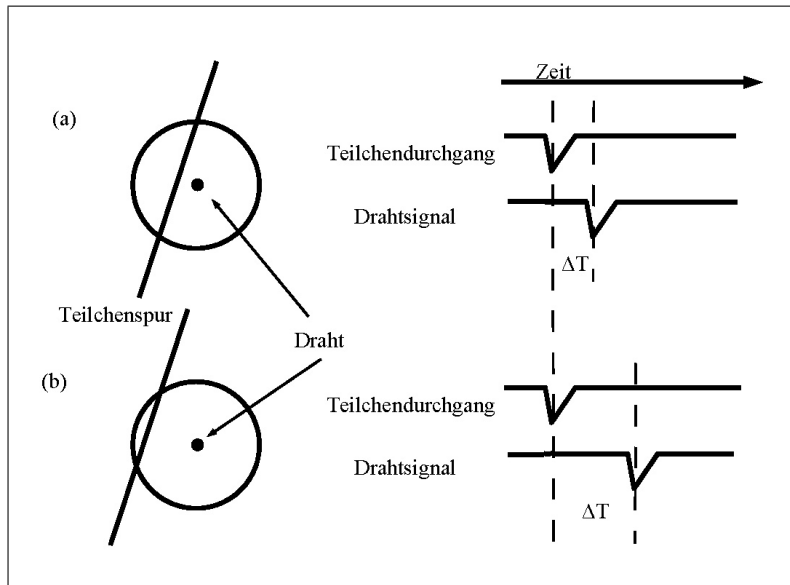 Zeit
(a)
Teilchendurchgang
Drahtsignal
ΔT
Teilchenspur
Draht
(b)
Teilchendurchgang
Drahtsignal
ΔT